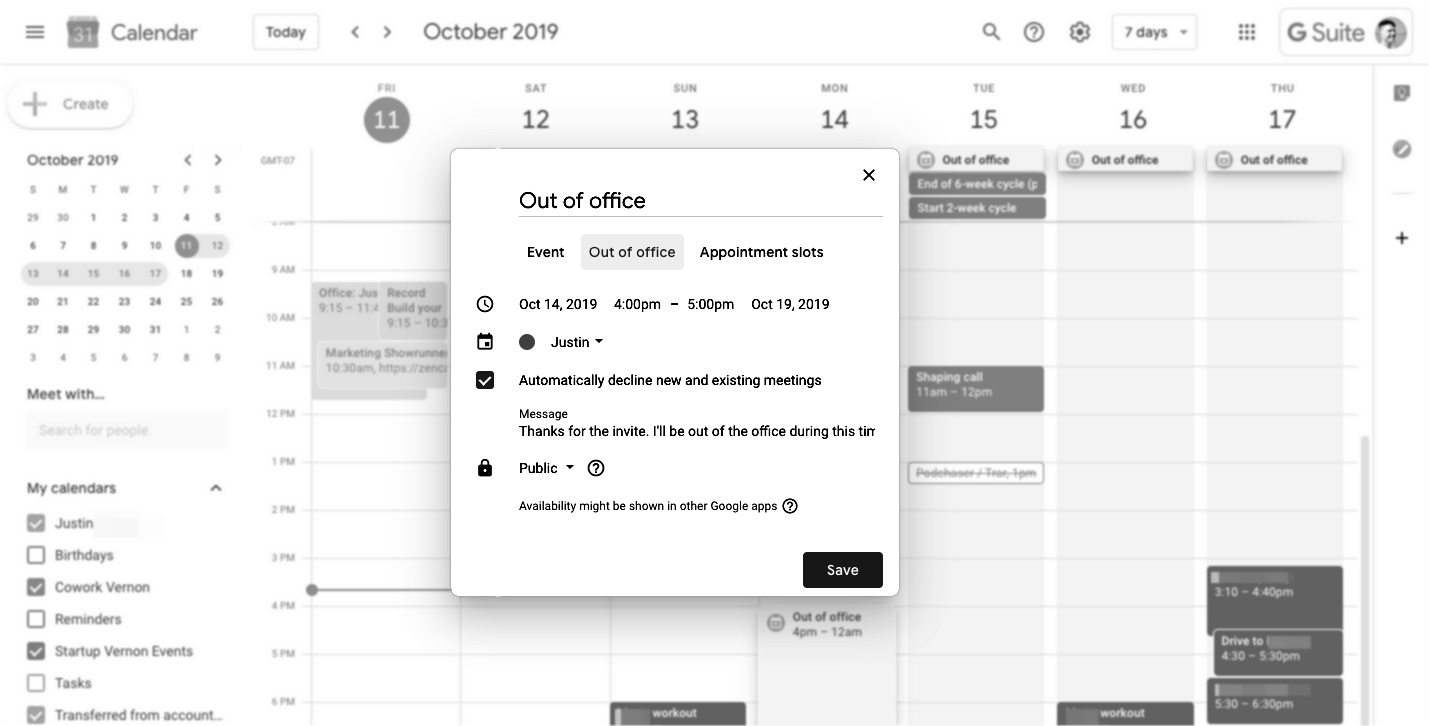 31 Calendar Today October 2019 7 days G Suite
Create
October 2019
S M T W T F S
29 30 1 2 3 4 5
6 7 8 9 10 11 12
13 14 15 16 17 18 19
20 21 22 23 24 25 26
27 28 29 30 31 1 2
3 4 5 6 7 8 9
Meet with...
Search for people
My calendars
Justin
Birthdays
Cowork Vernon
Reminders
Startup Vernon Events
Tasks
Transferred from account...
FRI SAT SUN MON TUE WED THU
11 12 13 14 15 16 17
GMT-07
Out of office Out of office Out of office
End of 6-week cycle (p
Start 2-week cycle
9 AM
10 AM
11 AM
12 PM
1 PM
2 PM
3 PM
4 PM
5 PM
6 PM
Office: Jus
9:15 – 11:4
Record
Build your
9:15 – 10:3
Marketing Showrunne
10:30am, https://zenca
Out of office
Event Out of office Appointment slots
Oct 14, 2019 4:00pm – 5:00pm Oct 19, 2019
Justin
Automatically decline new and existing meetings
Message
Thanks for the invite. I'll be out of the office during this tim
Public
Availability might be shown in other Google apps
Save
Out of office
4pm – 12am
Shaping call
11am – 12pm
Podchaser / Trar, 1pm
3:10 – 4:40pm
Drive to
4:30 – 5:30pm
5:30 – 6:30pm
workout
workout